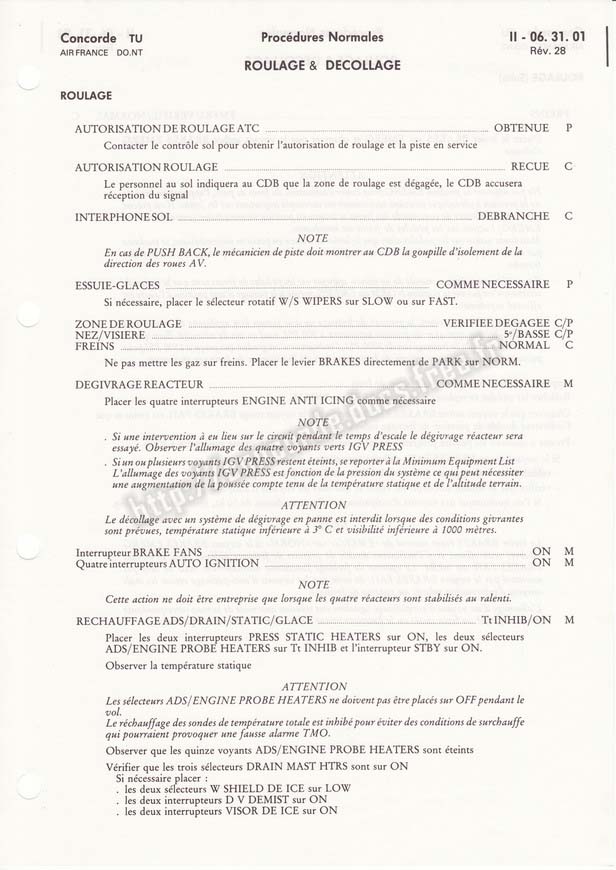 Concorde TU
AIR FRANCE DO.NT
Procédures Normales
II - 06. 31. 01
Rév. 28
ROULAGE & DECOLLAGE
ROULAGE
AUTORISATION DE ROULAGE ATC OBTENUE P
Contacter le contrôle sol pour obtenir l'autorisation de roulage et la piste en service
AUTORISATION ROULAGE RECUE C
Le personnel au sol indiquera au CDB que la zone de roulage est dégagée, le CDB accusera
réception du signal
INTERPHONE SOL DEBRANCHE C
NOTE
En cas de PUSH BACK, le mécanicien de piste doit montrer au CDB la goupille d'isolement de la
direction des roues AV.
ESSUIE-GLACES COMME NECESSAIRE P
Si nécessaire, placer le sélecteur rotatif W/S WIPERS sur SLOW ou sur FAST.
ZONE DE ROULAGE VERIFIEE DEGAGEE C/P
NEZ/VISIERE 5°/BASSE C/P
FREINS NORMAL C
Ne pas mettre les gaz sur freins. Placer le levier BRAKES directement de PARK sur NORM.
DEGIVRAGE REACTEUR COMME NECESSAIRE M
Placer les quatre interrupteurs ENGINE ANTI ICING comme nécessaire
NOTE
. Si une intervention à eu lieu sur le circuit pendant le temps d'escale le dégivrage réacteur sera
essayé. Observer l'allumage des quatre voyants verts IGV PRESS
. Si un ou plusieurs voyants IGV PRESS restent éteints, se reporter à la Minimum Equipment List
L'allumage des voyants IGV PRESS est fonction de la pression du système ce qui peut nécessiter
une augmentation de la poussée compte tenu de la température statique et de l'altitude terrain.
ATTENTION
Le décollage avec un système de dégivrage en panne est interdit lorsque des conditions givrantes
sont prévues, température statique inférieure à 3° C et visibilité inférieure à 1000 mètres.
Interrupteur BRAKE FANS ON M
Quatre interrupteurs AUTO IGNITION ON M
NOTE
Cette action ne doit être entreprise que lorsque les quatre réacteurs sont stabilisés au ralenti.
RECHAUFFAGE ADS/DRAIN/STATIC/GLACE Tt INHIB/ON M
Placer les deux interrupteurs PRESS STATIC HEATERS sur ON, les deux sélecteurs
ADS/ENGINE PROBE HEATERS sur Tt INHIB et l'interrupteur STBY sur ON.
Observer la température statique
ATTENTION
Les sélecteurs ADS/ENGINE PROBE HEATERS ne doivent pas être placés sur OFF pendant le
vol.
Le réchauffage des sondes de température totale est inhibé pour éviter des conditions de surchauffe
qui pourraient provoquer une fausse alarme TMO.
Observer que les quinze voyants ADS/ENGINE PROBE HEATERS sont éteints
Vérifier que les trois sélecteurs DRAIN MAST HTRS sont sur ON
Si nécessaire placer :
. les deux sélecteurs W SHIELD DE ICE sur LOW
. les deux interrupteurs D V DEMIST sur ON
. les deux interrupteurs VISOR DE ICE sur ON